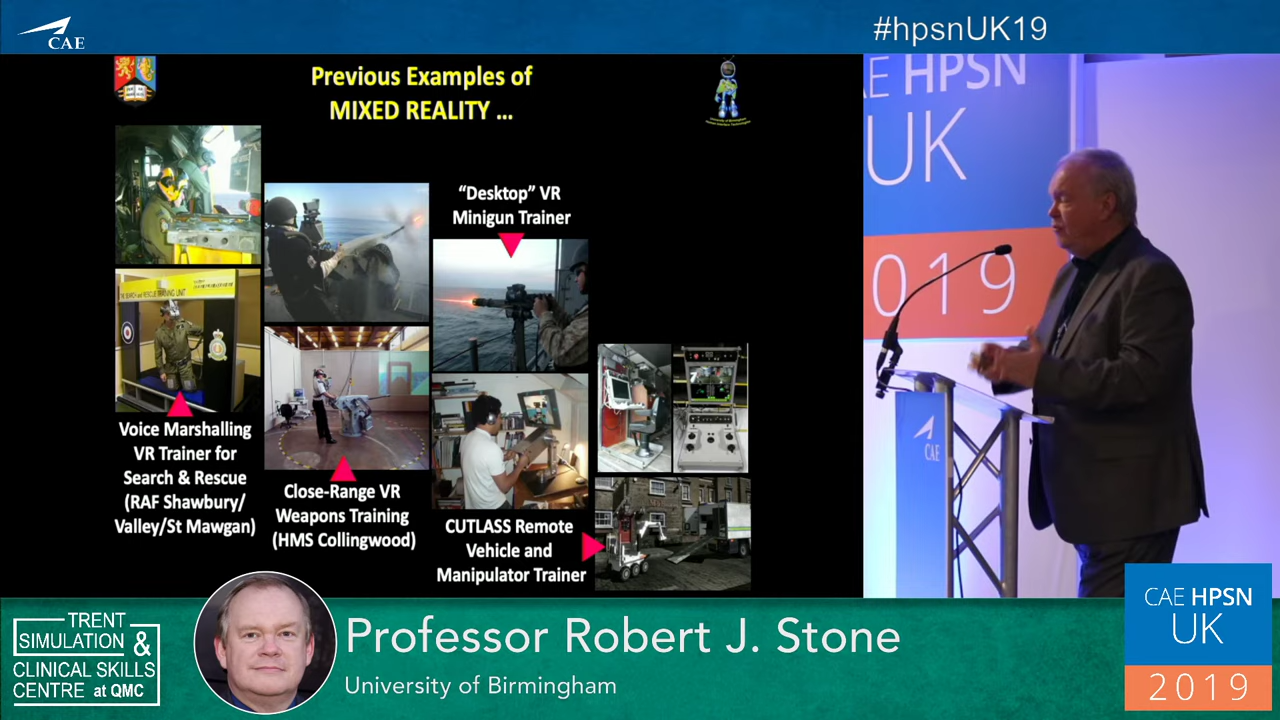 CAE
#hpsnUK19
Previous Examples of
MIXED REALITY ...
"Desktop" VR
Minigun Trainer
Voice Marshalling
VR Trainer for
Search & Rescue
(RAF Shawbury/
Valley/St Mawgan)
Close-Range VR
Weapons Training
(HMS Collingwood)
CUTLASS Remote
Vehicle and
Manipulator Trainer
AE HPSN
UK
2019
CAE
TRENT
SIMULATION &
CLINICAL SKILLS
CENTRE at QMC
Professor Robert J. Stone
University of Birmingham
CAE HPSN
UK
2019